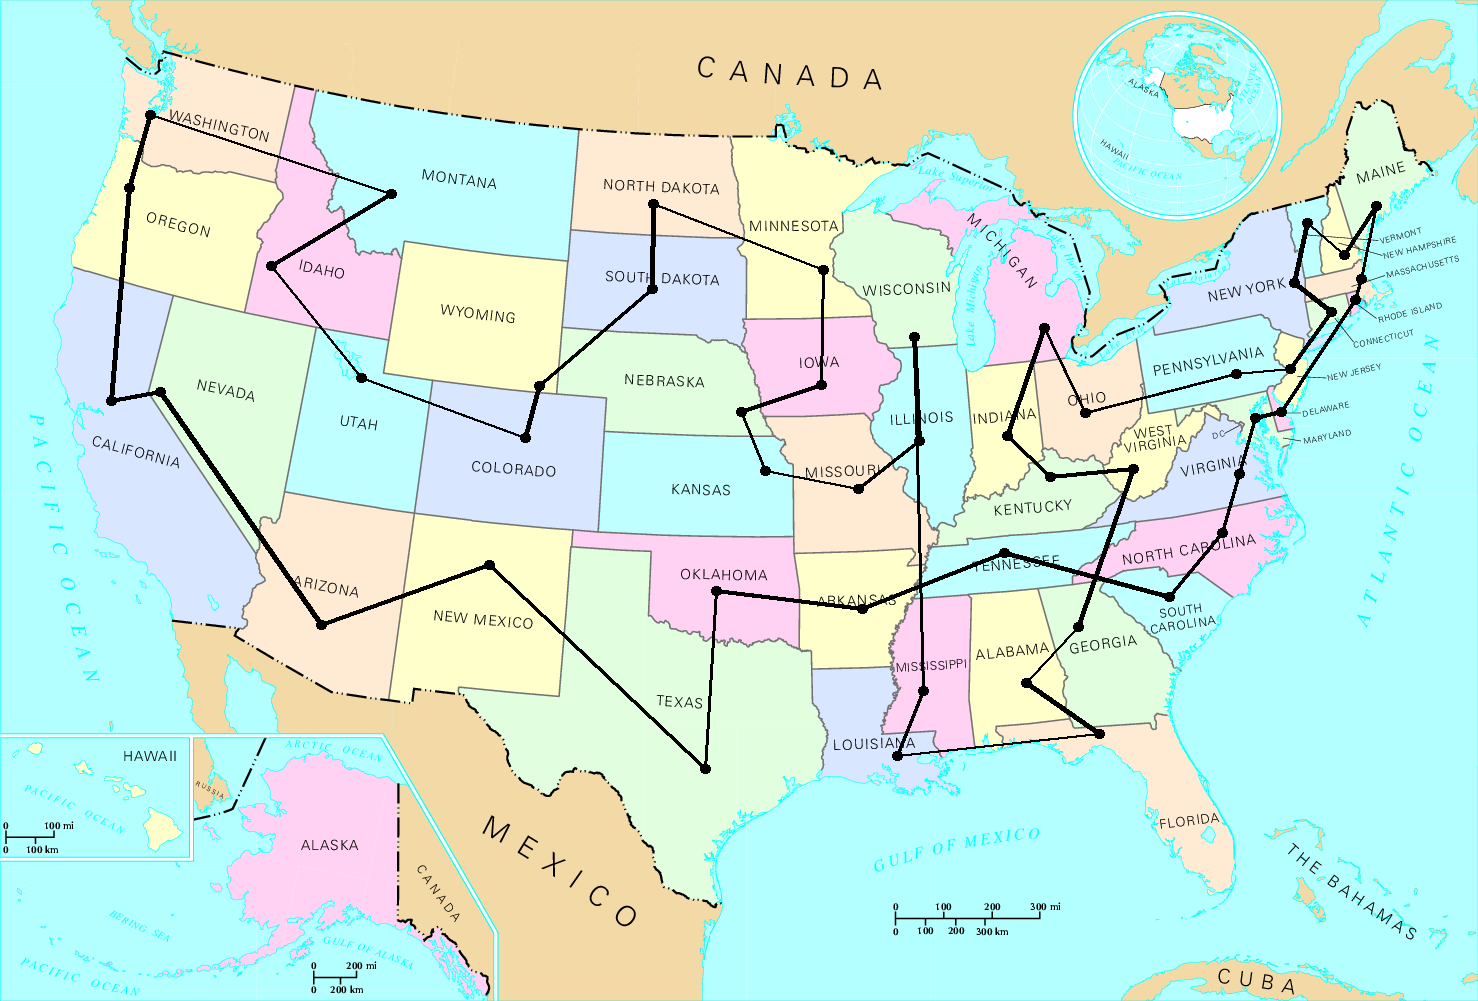 CANADA
ALASKA
ATLANTIC
OCEAN
HAWAII
PACIFIC OCEAN
WASHINGTON
MONTANA
NORTH DAKOTA
MINNESOTA
Lake Superior
MICHIGAN
MAINE
OREGON
IDAHO
SOUTH DAKOTA
WISCONSIN
Lake Michigan
Lake Huron
VERMONT
NEW HAMPSHIRE
MASSACHUSETTS
WYOMING
NEW YORK
RHODE ISLAND
CONNECTICUT
IOWA
PENNSYLVANIA
NEW JERSEY
NEVADA
NEBRASKA
OHIO
ILLINOIS
INDIANA
DELAWARE
UTAH
WEST
VIRGINIA
DC
MARYLAND
CALIFORNIA
COLORADO
MISSOURI
VIRGINIA
KANSAS
KENTUCKY
NORTH CAROLINA
TENNESSEE
PACIFIC OCEAN
ATLANTIC OCEAN
ARIZONA
OKLAHOMA
ARKANSAS
NEW MEXICO
SOUTH
CAROLINA
MISSISSIPPI
ALABAMA
GEORGIA
TEXAS
LOUISIANA
FLORIDA
HAWAII
PACIFIC OCEAN
0 100 mi
0 100 km
ARCTIC OCEAN
RUSSIA
ALASKA
CANADA
BERING SEA
GULF OF ALASKA
PACIFIC OCEAN
0 200 mi
0 200 km
MEXICO
GULF OF MEXICO
0 100 200 300 mi
0 100 200 300 km
THE BAHAMAS
CUBA